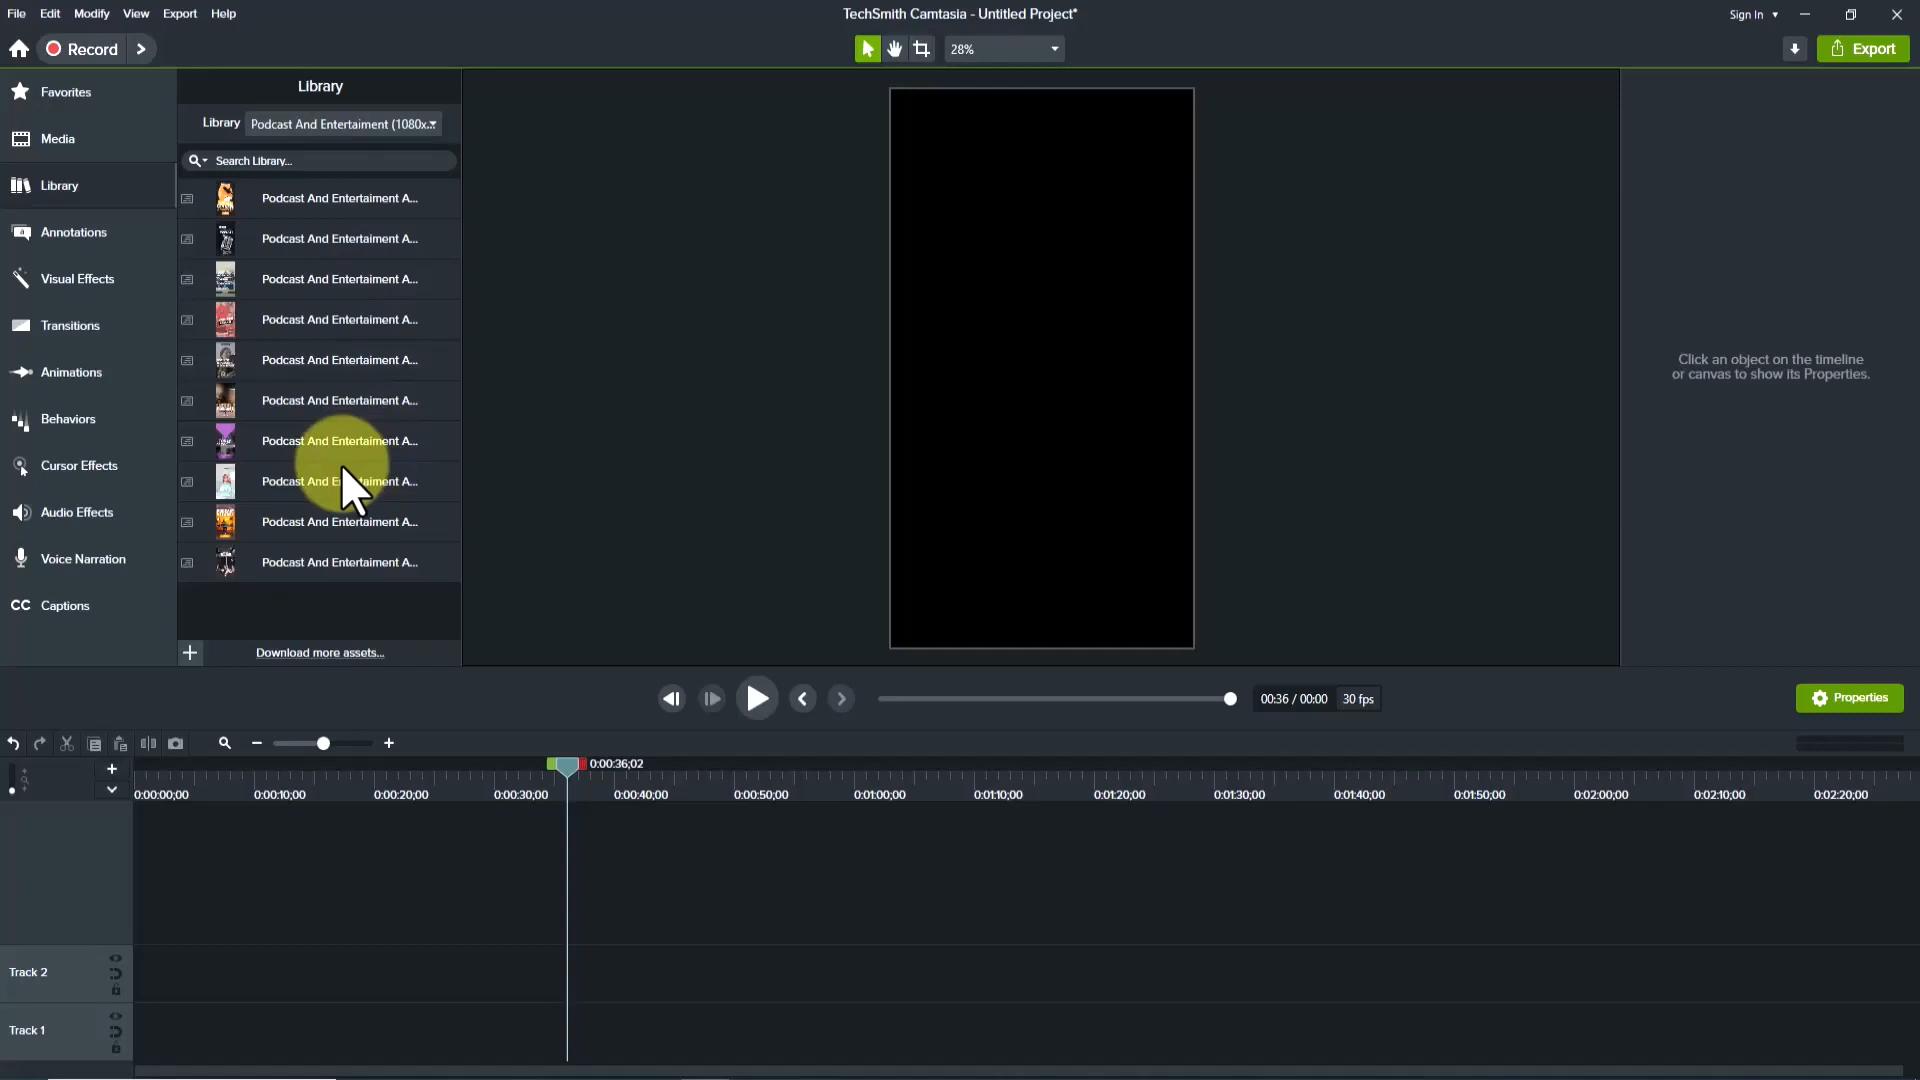 File Edit Modify View Export Help
TechSmith Camtasia - Untitled Project*
Sign In
Record
28%
Export
Favorites
Media
Library
Annotations
Visual Effects
Transitions
Animations
Behaviors
Cursor Effects
Audio Effects
Voice Narration
CC Captions
Library
Library Podcast And Entertaiment (1080x...
Search Library...
Podcast And Entertaiment A...
Podcast And Entertaiment A...
Podcast And Entertaiment A...
Podcast And Entertaiment A...
Podcast And Entertaiment A...
Podcast And Entertaiment A...
Podcast And Entertaiment A...
Podcast And Entertaiment A...
Podcast And Entertaiment A...
Podcast And Entertaiment A...
Download more assets...
Click an object on the timeline
or canvas to show its Properties.
00:36 / 00:00 30 fps
Properties
0:00:36;02
0:00:00;00 0:00:10;00 0:00:20;00 0:00:30;00 0:00:40;00 0:00:50;00 0:01:00;00 0:01:10;00 0:01:20;00 0:01:30;00 0:01:40;00 0:01:50;00 0:02:00;00 0:02:10;00 0:02:20;00
Track 2
Track 1